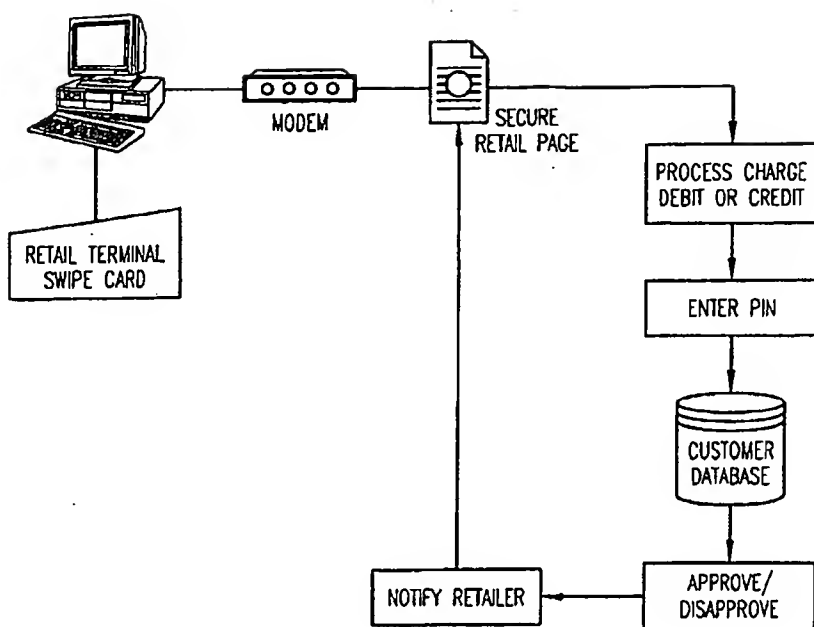 MODEM
SECURE
RETAIL PAGE
RETAIL TERMINAL
SWIPE CARD
PROCESS CHARGE
DEBIT OR CREDIT
ENTER PIN
CUSTOMER
DATABASE
APPROVE/
DISAPPROVE
NOTIFY RETAILER